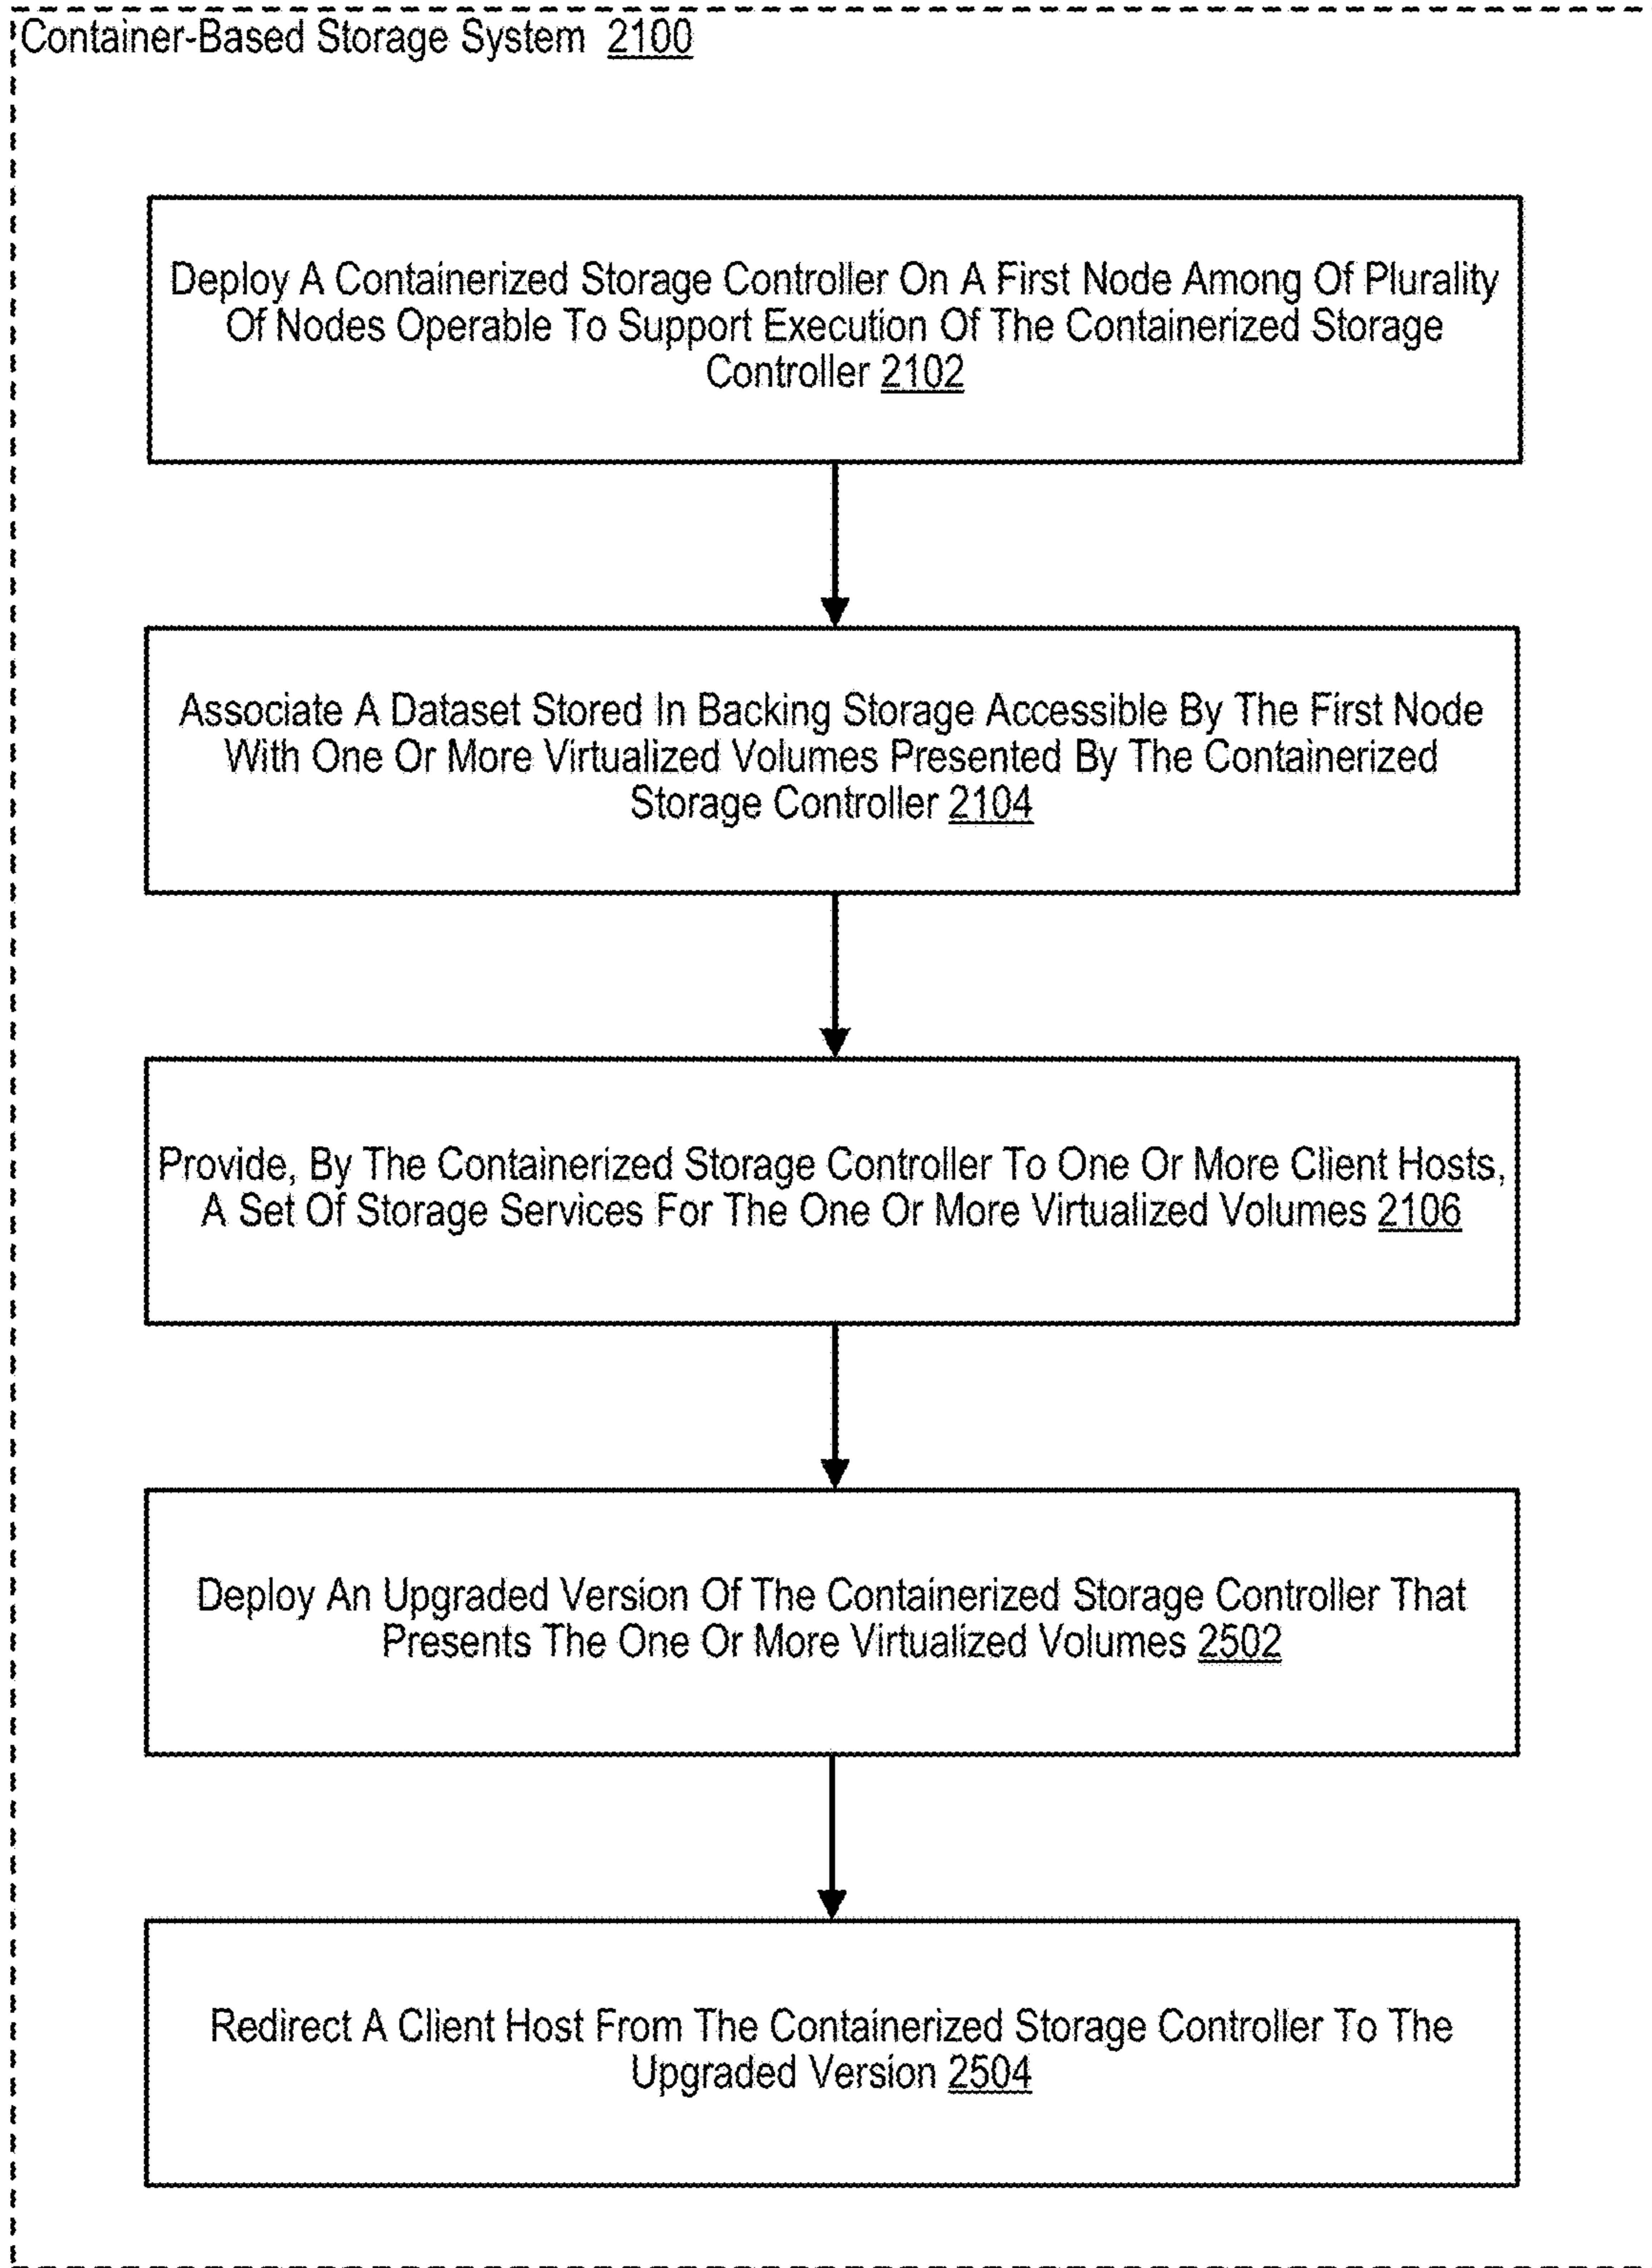 Container-Based Storage System 2100
Deploy A Containerized Storage Controller On A First Node Among Of Plurality
Of Nodes Operable To Support Execution Of The Containerized Storage
Controller 2102
Associate A Dataset Stored In Backing Storage Accessible By The First Node
With One Or More Virtualized Volumes Presented By The Containerized
Storage Controller 2104
Provide, By The Containerized Storage Controller To One Or More Client Hosts,
A Set Of Storage Services For The One Or More Virtualized Volumes 2106
Deploy An Upgraded Version Of The Containerized Storage Controller That
Presents The One Or More Virtualized Volumes 2502
Redirect A Client Host From The Containerized Storage Controller To The
Upgraded Version 2504